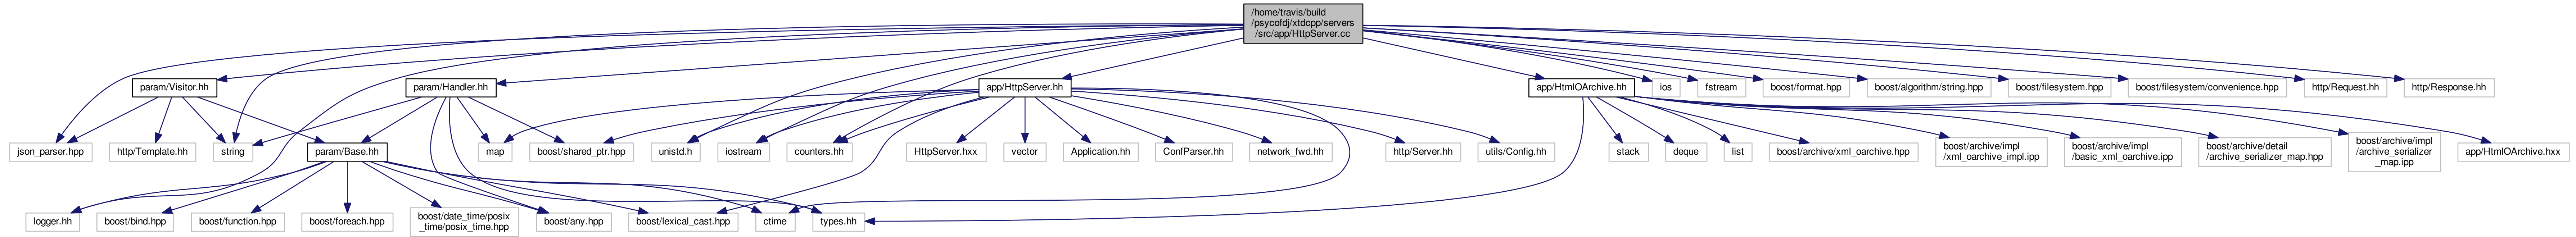 /home/travis/build
/psycofdj/xtdcpp/servers
/src/app/HttpServer.cc
param/Visitor.hh
param/Handler.hh
app/HttpServer.hh
app/HtmlOArchive.hh
ios
fstream
boost/format.hpp
boost/algorithm/string.hpp
boost/filesystem.hpp
boost/filesystem/convenience.hpp
http/Request.hh
http/Response.hh
json_parser.hpp
http/Template.hh
string
param/Base.hh
map
boost/shared_ptr.hpp
unistd.h
iostream
counters.hh
HttpServer.hxx
vector
Application.hh
ConfParser.hh
network_fwd.hh
http/Server.hh
utils/Config.hh
stack
deque
list
boost/archive/xml_oarchive.hpp
boost/archive/impl
/xml_oarchive_impl.ipp
boost/archive/impl
/basic_xml_oarchive.ipp
boost/archive/detail
/archive_serializer_map.hpp
boost/archive/impl
/archive_serializer
_map.ipp
app/HtmlOArchive.hxx
logger.hh
boost/bind.hpp
boost/function.hpp
boost/foreach.hpp
boost/date_time/posix
_time/posix_time.hpp
boost/any.hpp
boost/lexical_cast.hpp
ctime
types.hh